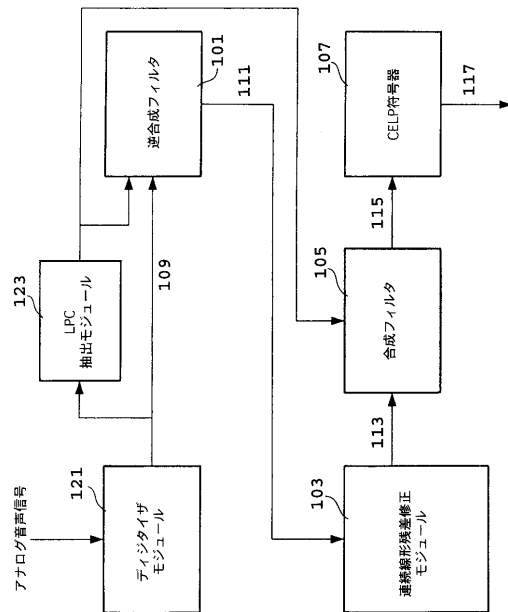 アナログ音声信号
121
ディジタイザ
モジュール
123
LPC
抽出モジュール
109
101
逆合成フィルタ
111
103
連続線形残差修正
モジュール
113
105
合成フィルタ
115
107
CELP符号器
117